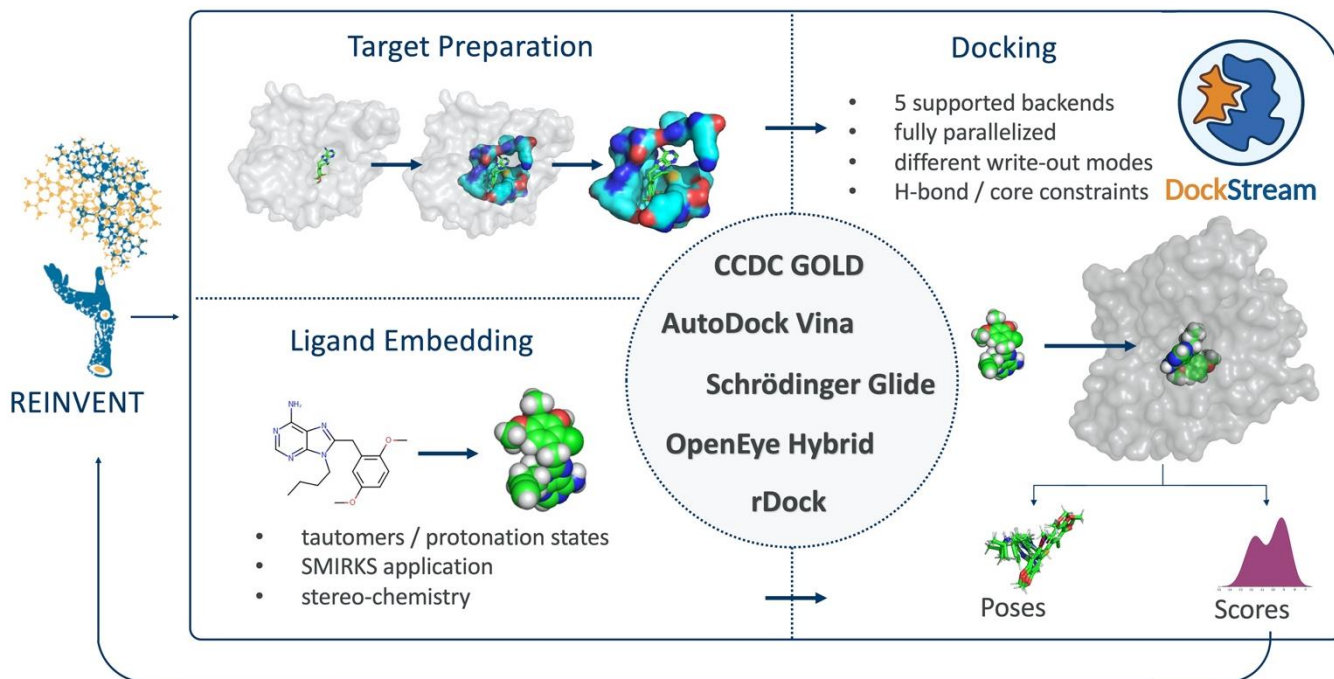 Target Preparation
Docking
5 supported backends
fully parallelized
different write-out modes
H-bond / core constraints
DockStream
REINVENT
Ligand Embedding
NH₂
N
N
N
N
O
O
tautomers / protonation states
SMIRKS application
stereo-chemistry
CCDC GOLD
AutoDock Vina
Schrödinger Glide
OpenEye Hybrid
rDock
Poses
Scores